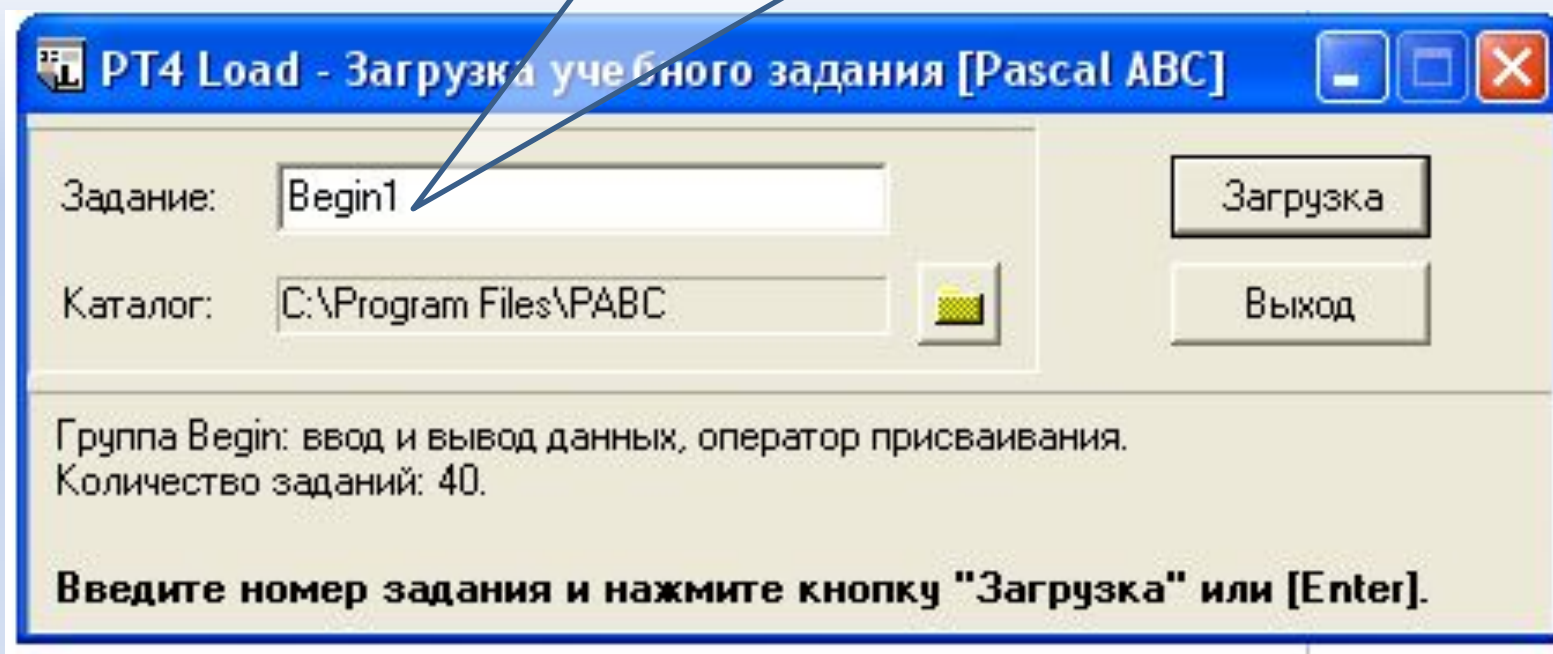 PT4 Load - Загрузка учебного задания [Pascal ABC]
Задание:
Begin1
Загрузка
Каталог:
C:\Program Files\PABC
Выход
Группа Begin: ввод и вывод данных, оператор присваивания.
Количество заданий: 40.
Введите номер задания и нажмите кнопку "Загрузка" или [Enter].